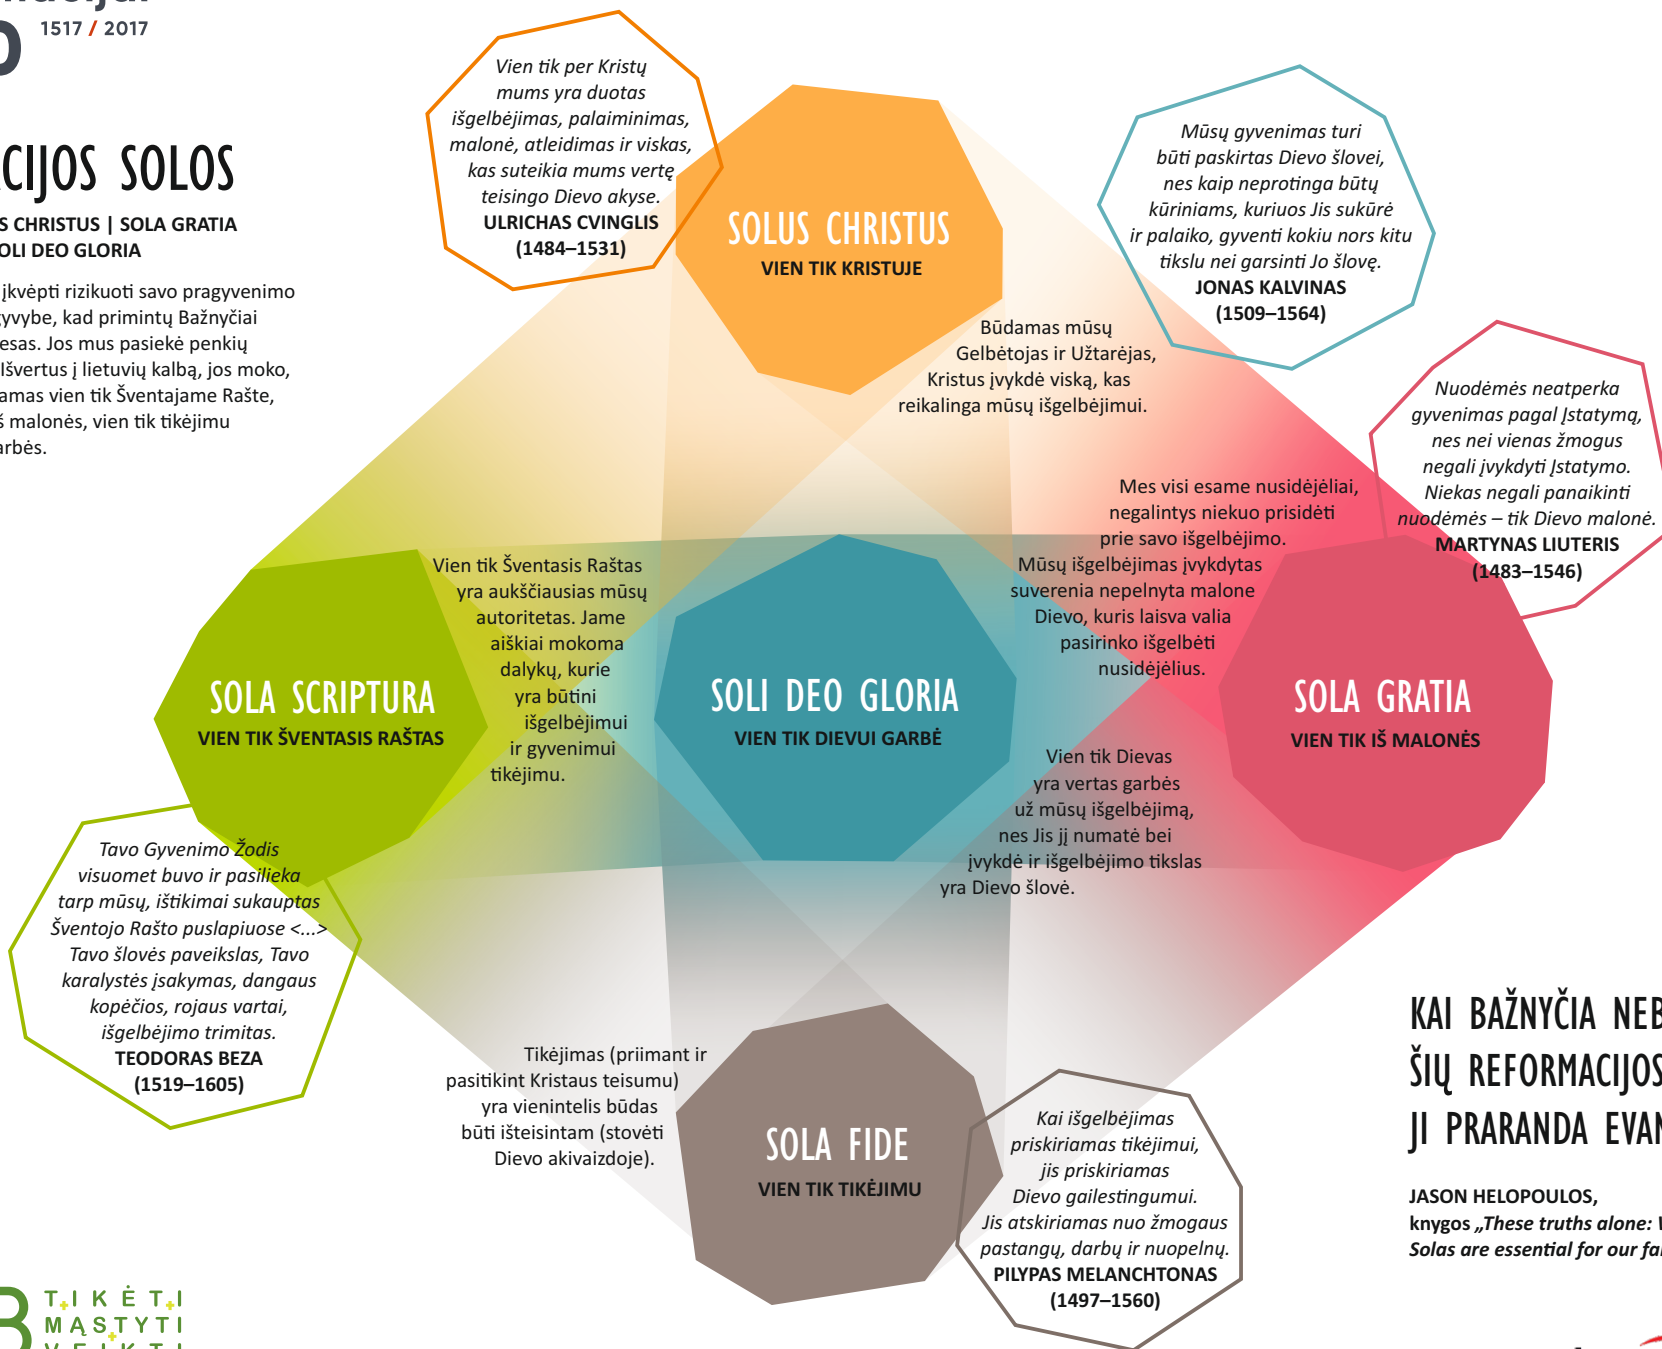 1517 / 2017
SOLOS
CHRISTUS | SOLA GRATIA
DEO GLORIA
įkvėpti rizikuoti savo pragyvenimo
kad primintų Bažnyčiai
Jos mus pasiekė penkių
Išvertus į lietuvių kalbą, jos moko,
vien tik Šventajame Rašte,
malonės, vien tik tikėjimu
Vien tik per Kristų
mums yra duotas
išgelbėjimas, palaiminimas,
malonė, atleidimas ir viskas,
kas suteikia mums vertę
teisingo Dievo akyse.
ULRICHAS CVINGLIS
(1484–1531)
SOLUS CHRISTUS
VIEN TIK KRISTUJE
Būdamas mūsų
Gelbėtojas ir Užtarėjas,
Kristus įvykdė viską, kas
reikalinga mūsų išgelbėjimui.
Mūsų gyvenimas turi
būti paskirtas Dievo šlovei,
nes kaip neprotinga būtų
kūriniams, kuriuos Jis sukūrė
ir palaiko, gyventi kokiu nors kitu
tikslu nei garsinti Jo šlovę.
JONAS KALVINAS
(1509–1564)
Nuodėmės neatperka
gyvenimas pagal Įstatymą,
nes nei vienas žmogus
negali įvykdyti Įstatymo.
Niekas negali panaikinti
nuodėmės – tik Dievo malonė.
MARTYNAS LIUTERIS
(1483–1546)
Mes visi esame nusidėjėliai,
negalintys niekuo prisidėti
prie savo išgelbėjimo.
Mūsų išgelbėjimas įvykdytas
suverenia nepelnyta malone
Dievo, kuris laisva valia
pasirinko išgelbėti
nusidėjėlius.
SOLA GRATIA
VIEN TIK IŠ MALONĖS
Vien tik Šventasis Raštas
yra aukščiausias mūsų
autoritetas. Jame
aiškiai mokoma
dalykų, kurie
yra būtini
išgelbėjimui
ir gyvenimui
tikėjimu.
SOLA SCRIPTURA
VIEN TIK ŠVENTASIS RAŠTAS
SOLI DEO GLORIA
VIEN TIK DIEVUI GARBĖ
Vien tik Dievas
yra vertas garbės
už mūsų išgelbėjimą,
nes Jis jį numatė bei
įvykdė ir išgelbėjimo tikslas
yra Dievo šlovė.
Tavo Gyvenimo Žodis
visuomet buvo ir pasilieka
tarp mūsų, ištikimai sukauptas
Šventojo Rašto puslapiuose <...>
Tavo šlovės paveikslas, Tavo
karalystės įsakymas, dangaus
kopėčios, rojaus vartai,
išgelbėjimo trimitas.
TEODORAS BEZA
(1519–1605)
Tikėjimas (priimant ir
pasitikint Kristaus teisumu)
yra vienintelis būdas
būti išteisintam (stovėti
Dievo akivaizdoje).
SOLA FIDE
VIEN TIK TIKĖJIMU
Kai išgelbėjimas
priskiriamas tikėjimui,
jis priskiriamas
Dievo gailestingumui.
Jis atskiriamas nuo žmogaus
pastangų, darbų ir nuopelnų.
PILYPAS MELANCHTONAS
(1497–1560)
KAI BAŽNYČIA
ŠIŲ REFORMACIJOS
JI PRARANDA
JASON HELOPOULOS,
knygos „These truths alone:
Solas are essential for our
TIKĖTI
MĄSTYTI
VEIKTI